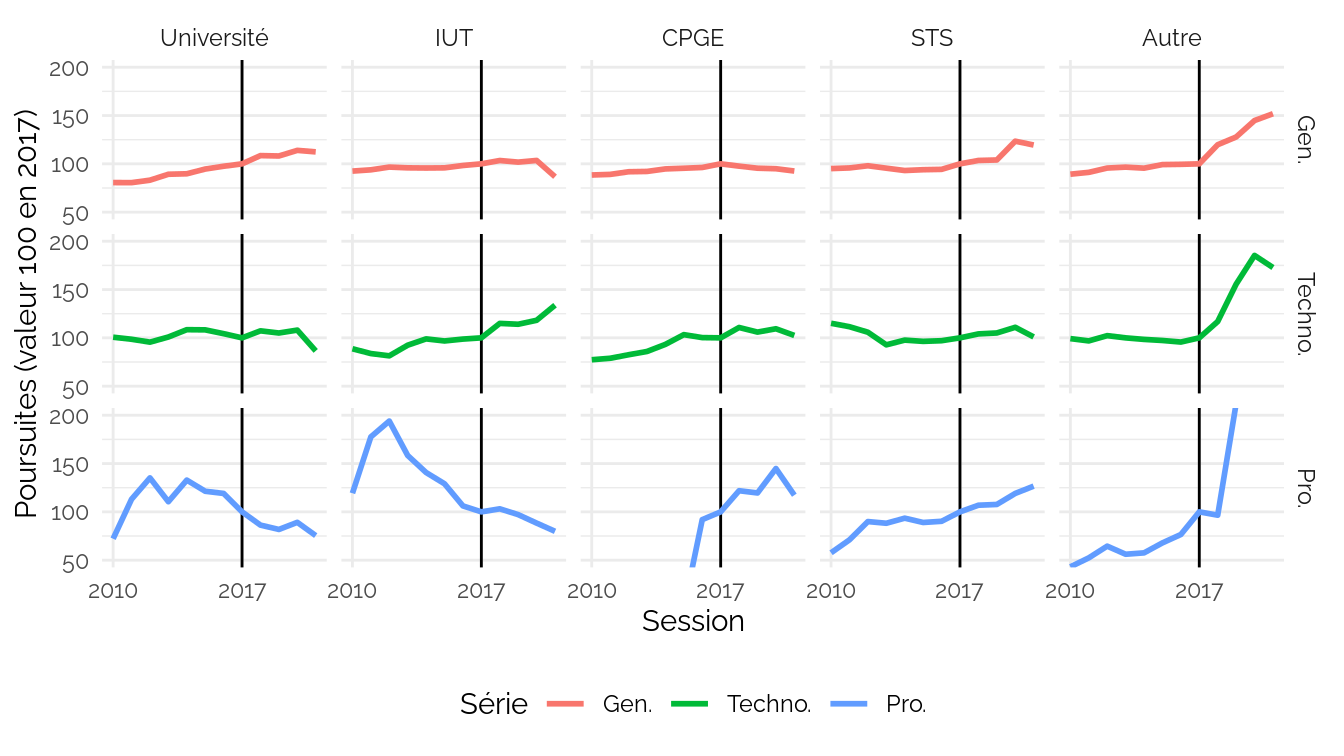 Université IUT CPGE STS Autre
Poursuites (valeur 100 en 2017)
200
150
100
50
Gen.
200
150
100
50
Techno.
200
150
100
50
Pro.
2010 2017 2010 2017 2010 2017 2010 2017 2010 2017
Session
Série Gen. Techno. Pro.